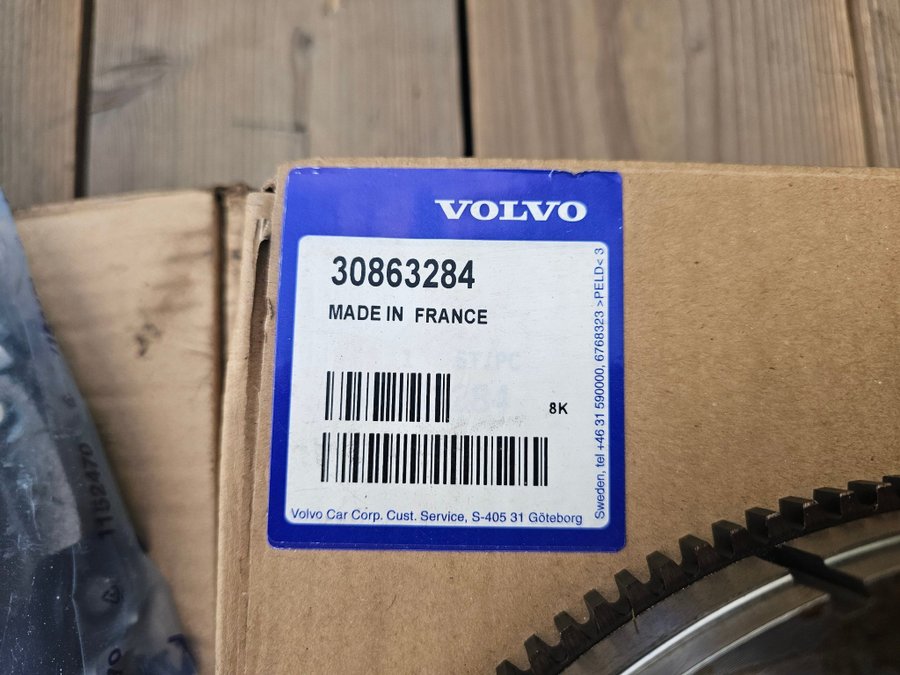 VOLVO
30863284
MADE IN FRANCE
8K
Volvo Car Corp. Cust. Service, S-405 31 Göteborg
Sweden, tel +46 31 590000, 6768323 >PELD< 3